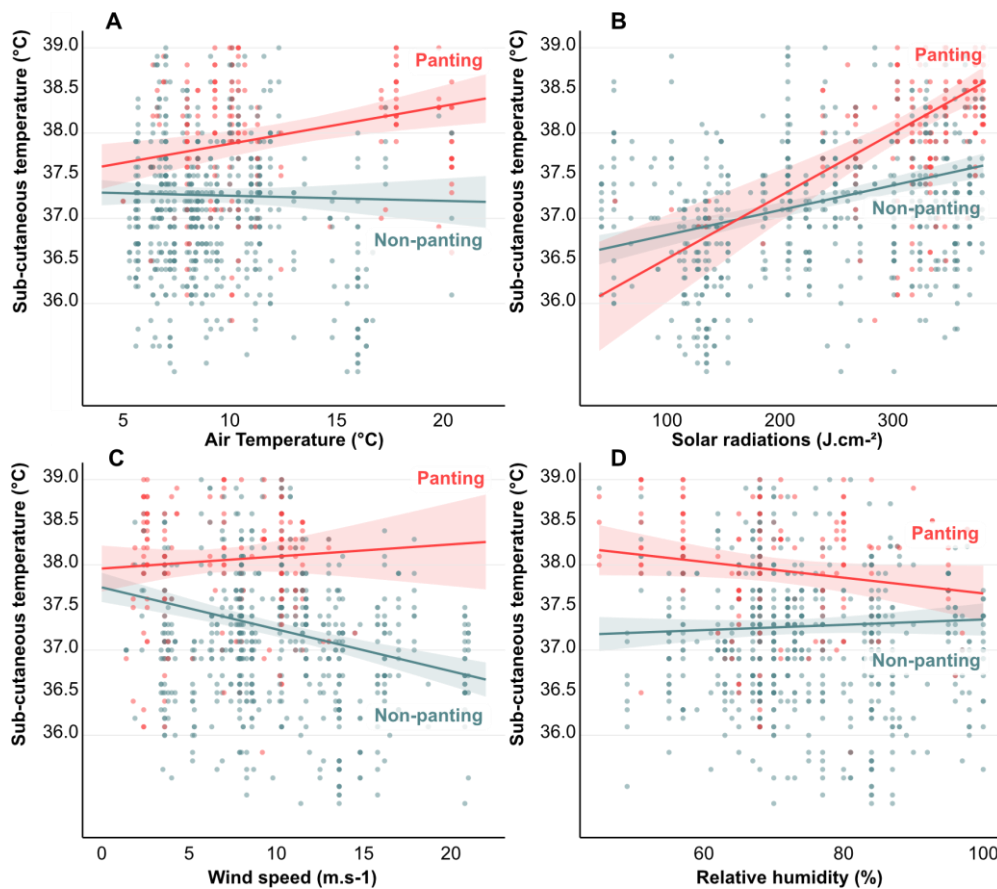 A
Sub-cutaneous temperature (°C)
39.0
38.5
38.0
37.5
37.0
36.5
36.0
Panting
Non-panting
5
10
15
20
Air Temperature (°C)
B
Sub-cutaneous temperature (°C)
39.0
38.5
38.0
37.5
37.0
36.5
36.0
Panting
Non-panting
100
200
300
Solar radiations (J.cm-²)
C
Sub-cutaneous temperature (°C)
39.0
38.5
38.0
37.5
37.0
36.5
36.0
Panting
Non-panting
0
5
10
15
20
Wind speed (m.s-1)
D
Sub-cutaneous temperature (°C)
39.0
38.5
38.0
37.5
37.0
36.5
36.0
Panting
Non-panting
60
80
100
Relative humidity (%)